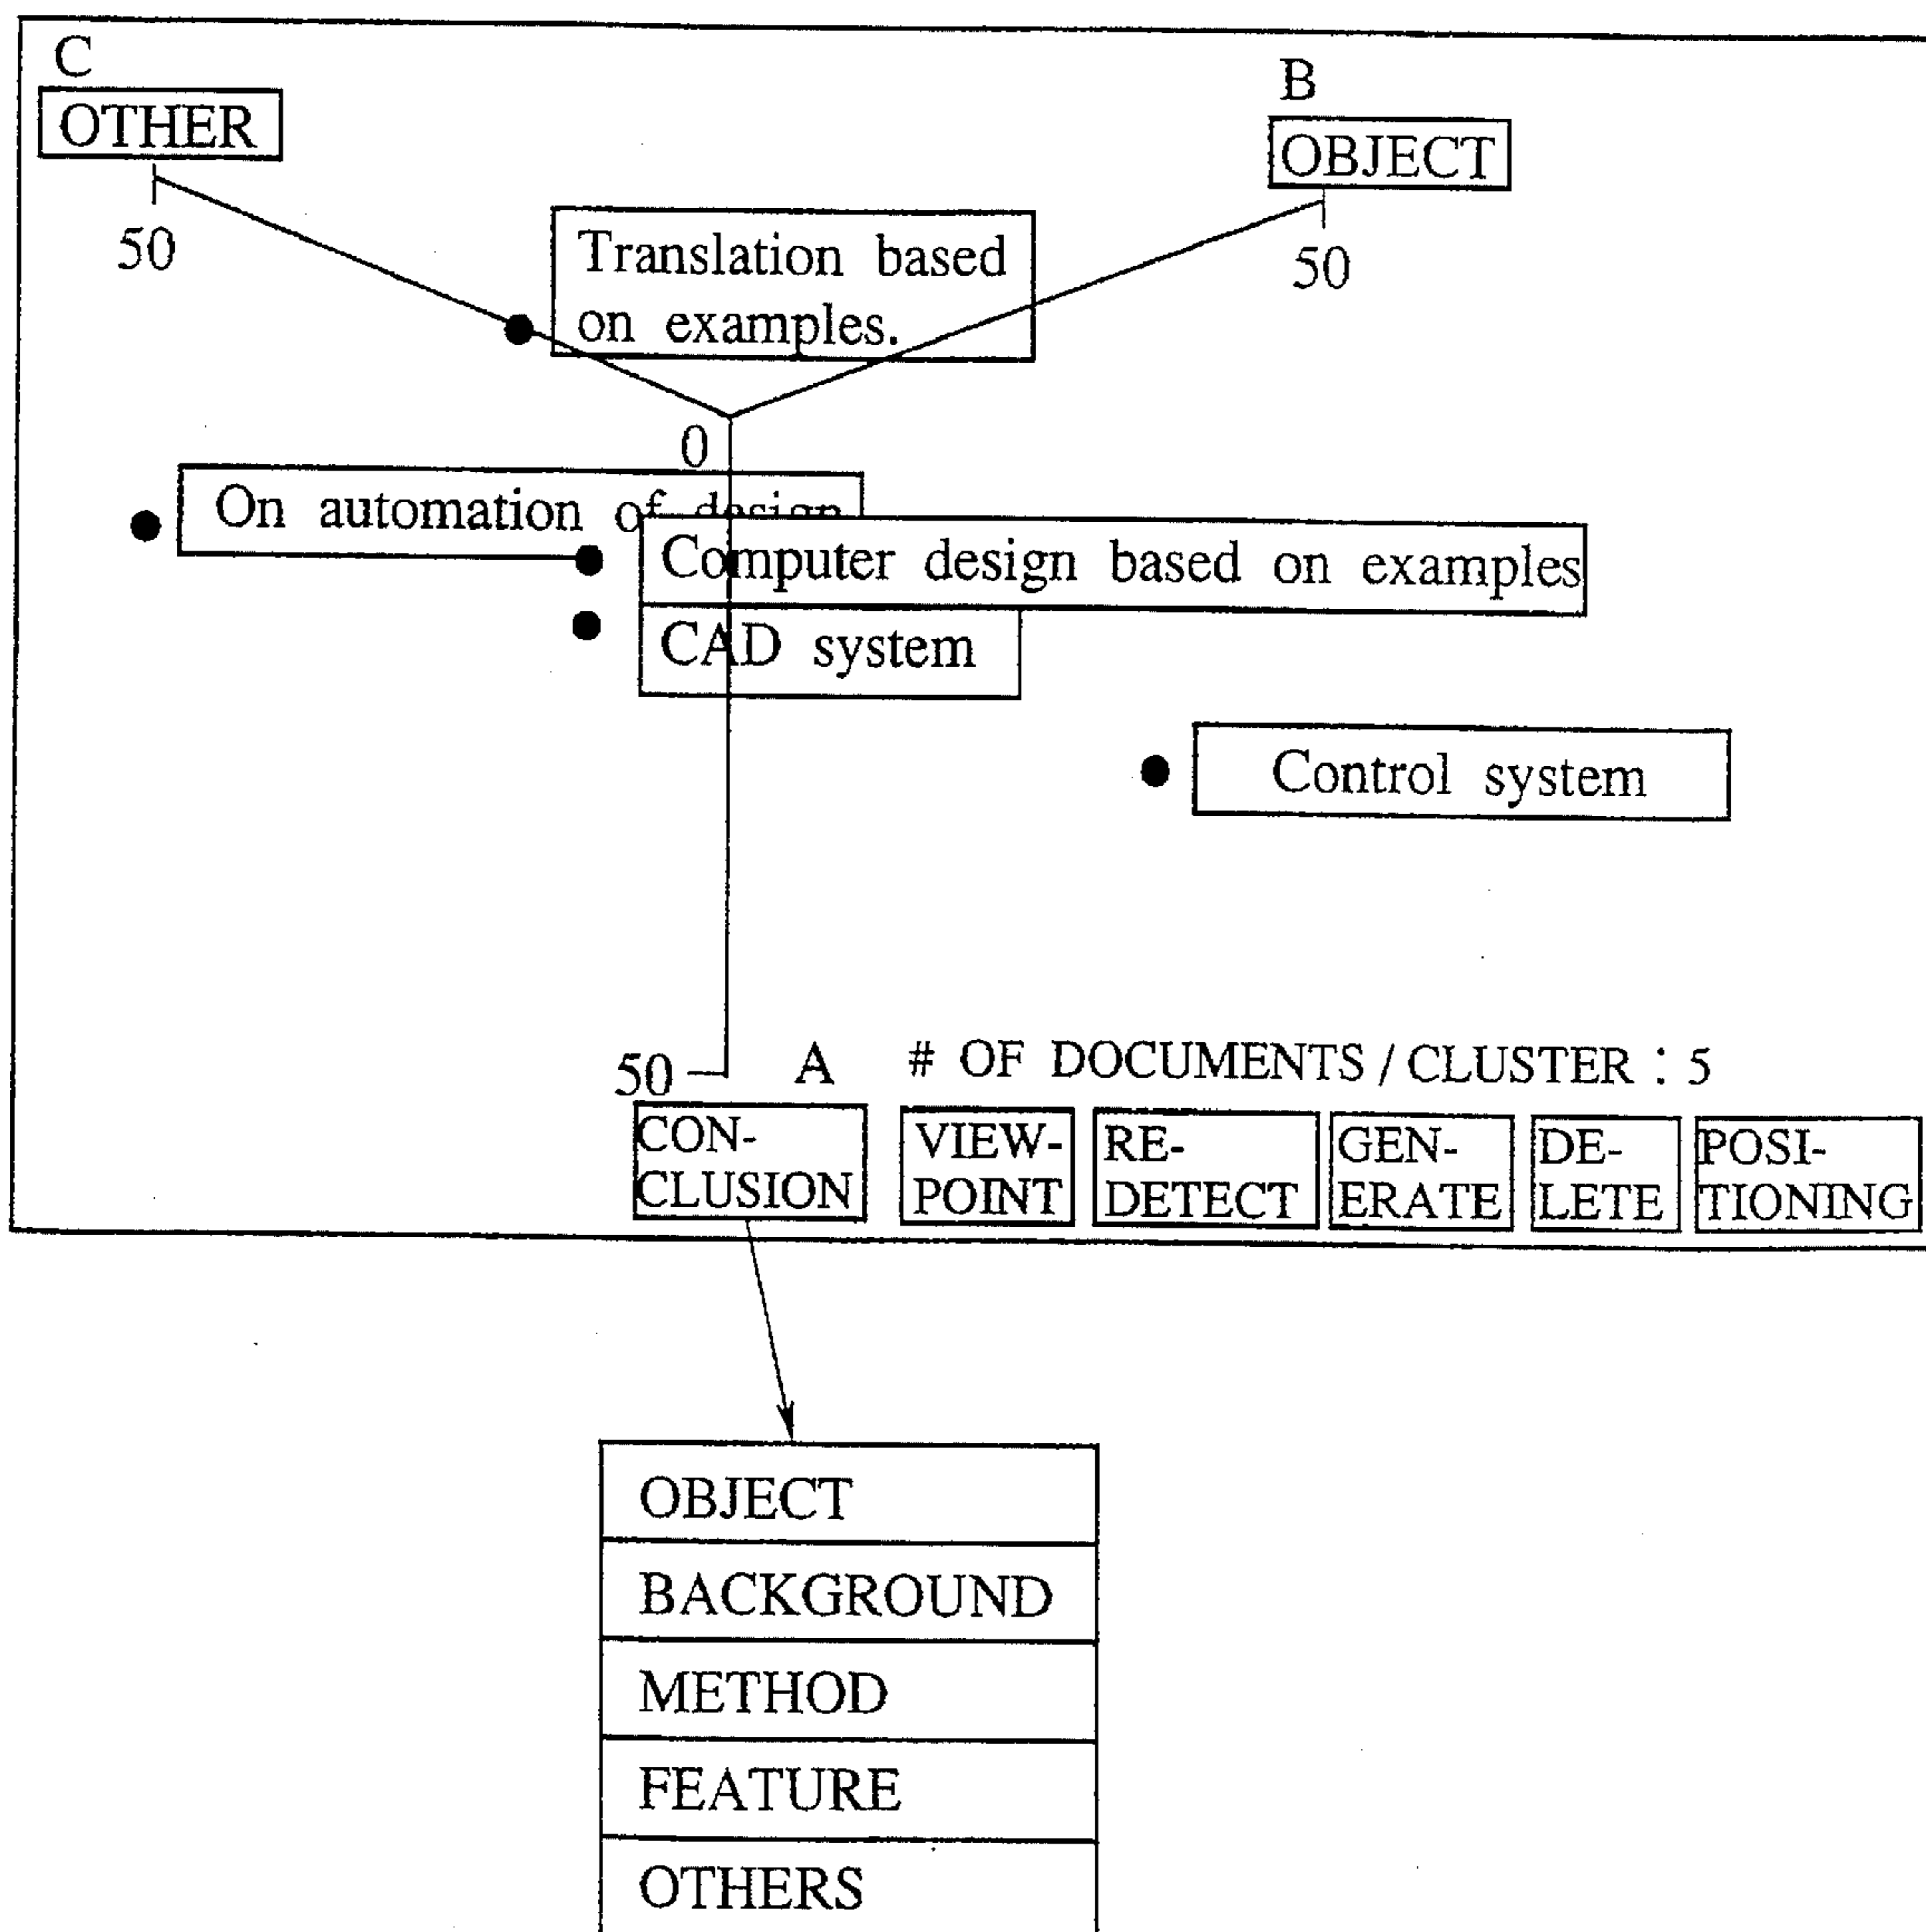 C
OTHER
50
B
OBJECT
50
Translation based
on examples.
0
On automation of design
Computer design based on examples
CAD system
Control system
50
A
# OF DOCUMENTS / CLUSTER : 5
CON-
CLUSION
VIEW-
POINT
RE-
DETECT
GEN-
ERATE
DE-
LETE
POSI-
TIONING
OBJECT
BACKGROUND
METHOD
FEATURE
OTHERS